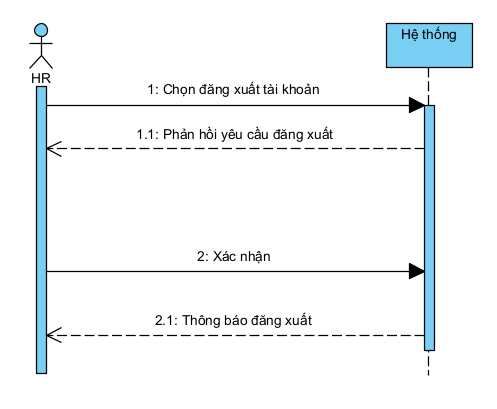 Hệ thống
HR
1: Chọn đăng xuất tài khoản
1.1: Phản hồi yêu cầu đăng xuất
2: Xác nhận
2.1: Thông báo đăng xuất